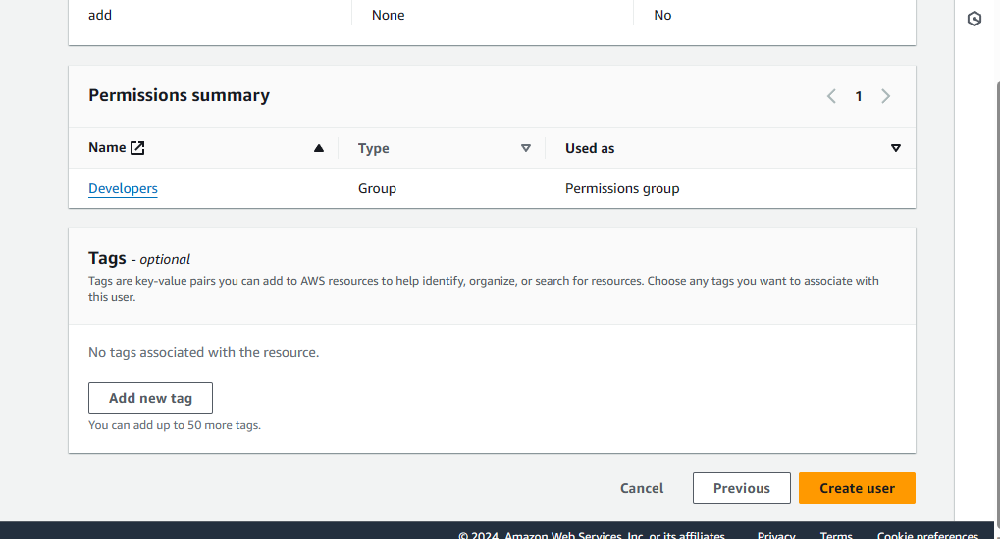 add None No
Permissions summary 1
Name Type Used as
Developers Group Permissions group
Tags - optional
Tags are key-value pairs you can add to AWS resources to help identify, organize, or search for resources. Choose any tags you want to associate with
this user.
No tags associated with the resource.
Add new tag
You can add up to 50 more tags.
Cancel Previous Create user
© 2024, Amazon Web Services, Inc. or its affiliates. Privacy Terms Cookie preferences